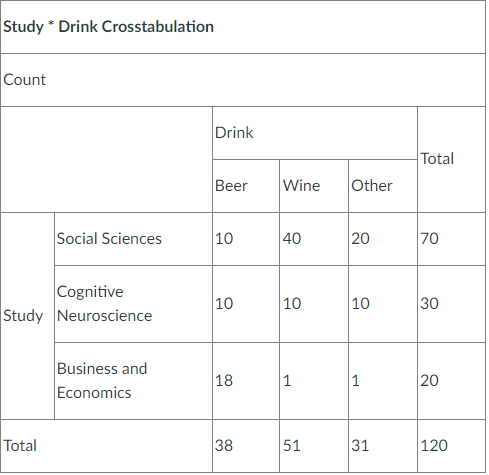 Study * Drink Crosstabulation
Count
Drink
Total
Beer Wine Other
Social Sciences 10 40 20 70
Study
Cognitive
Neuroscience 10 10 10 30
Business and
Economics 18 1 1 20
Total 38 51 31 120